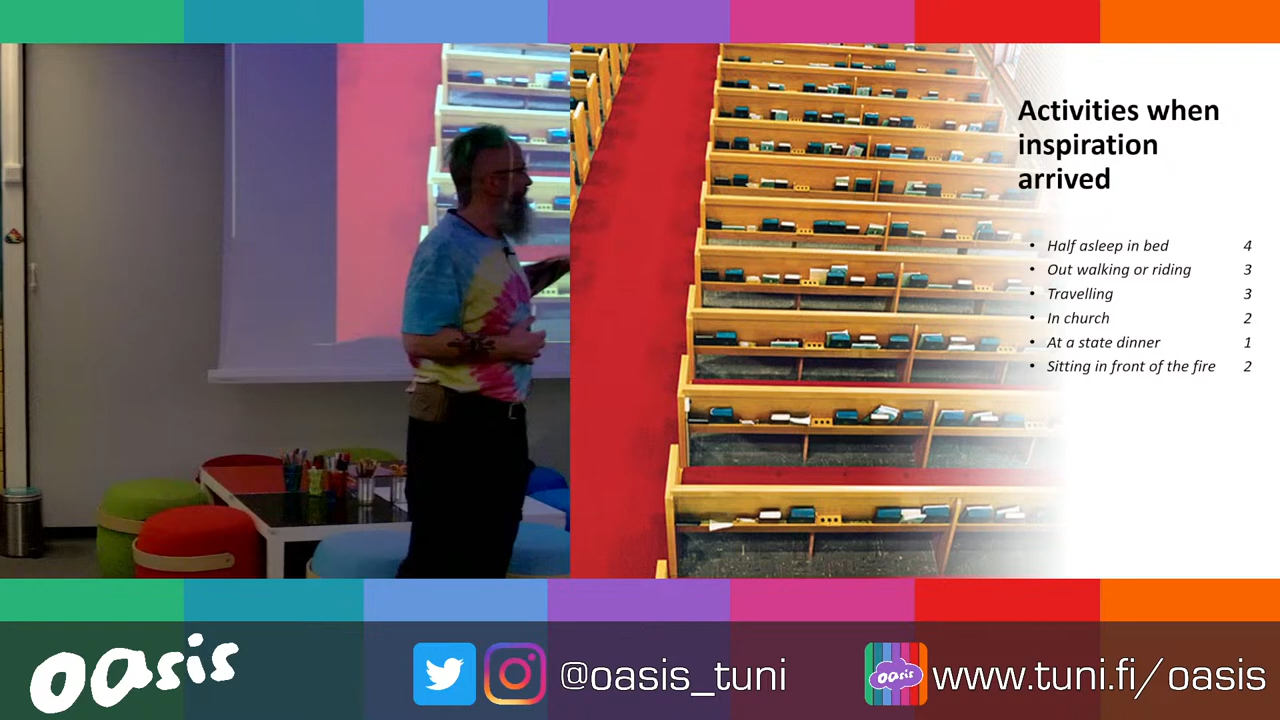 Activities when
inspiration
arrived
• Half asleep in bed 4
• Out walking or riding 3
• Travelling 3
• In church 2
• At a state dinner 1
• Sitting in front of the fire 2
oasis
@oasis_tuni
oasis
www.tuni.fi/oasis